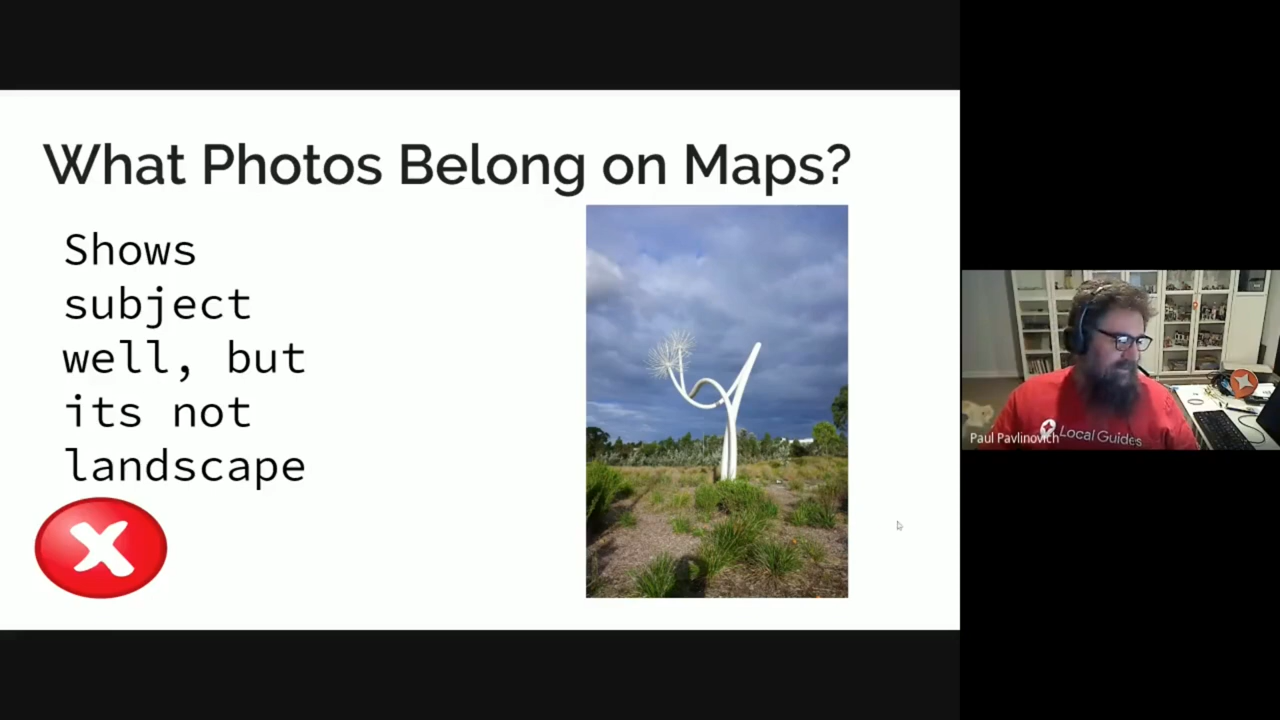 What Photos Belong on Maps?
Shows
subject
well, but
its not
landscape
Local Guides
Paul Pavlinovich